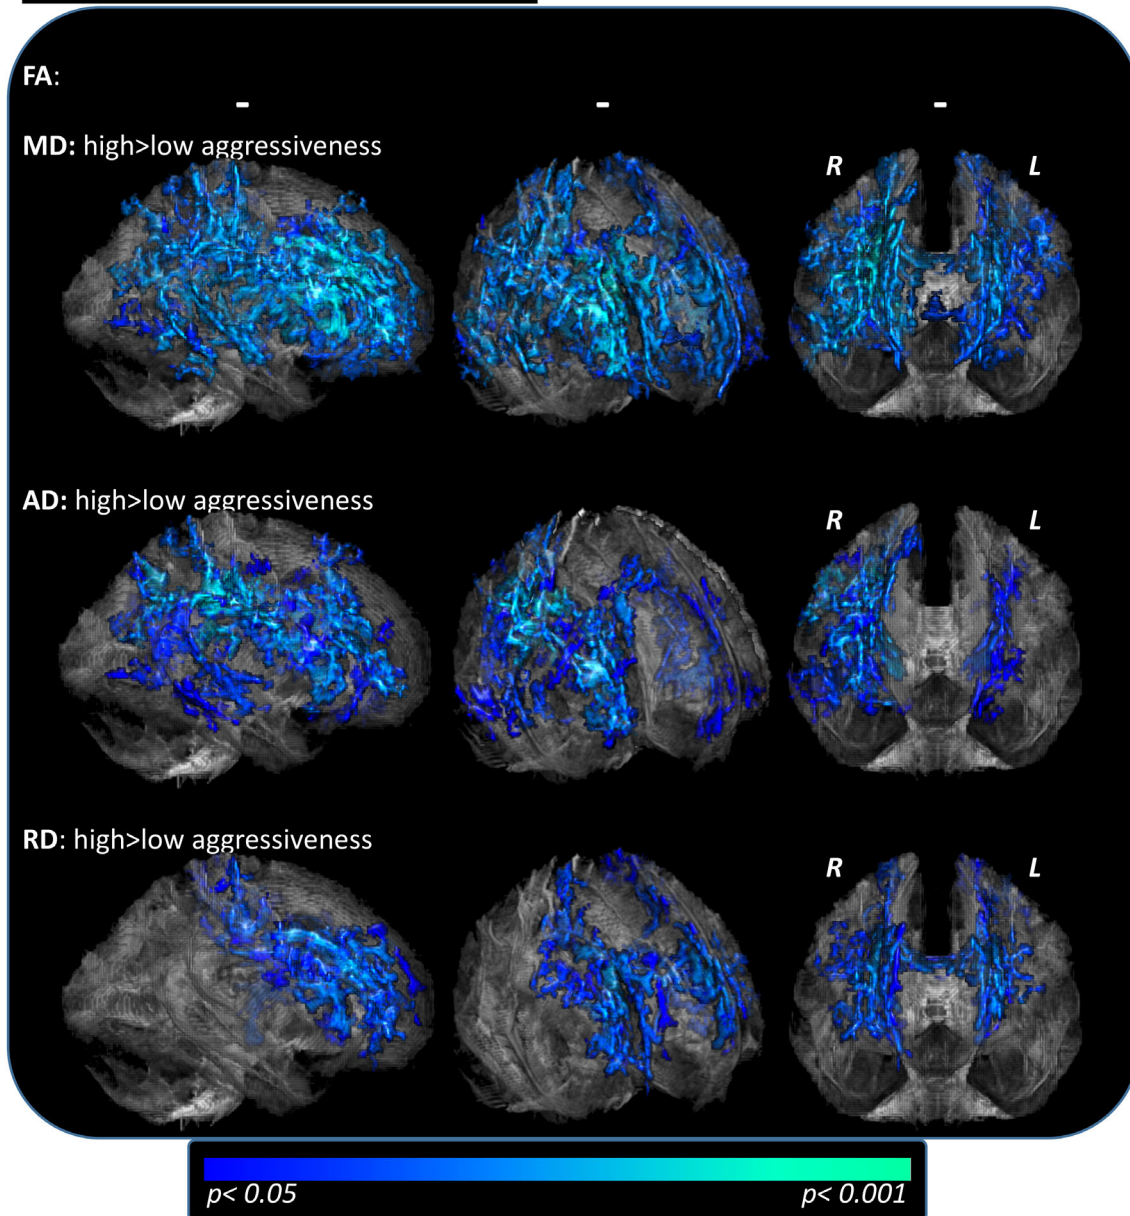 FA:
- - -
MD: high>low aggressiveness
R L
AD: high>low aggressiveness
R L
RD: high>low aggressiveness
R L
p< 0.05 p< 0.001